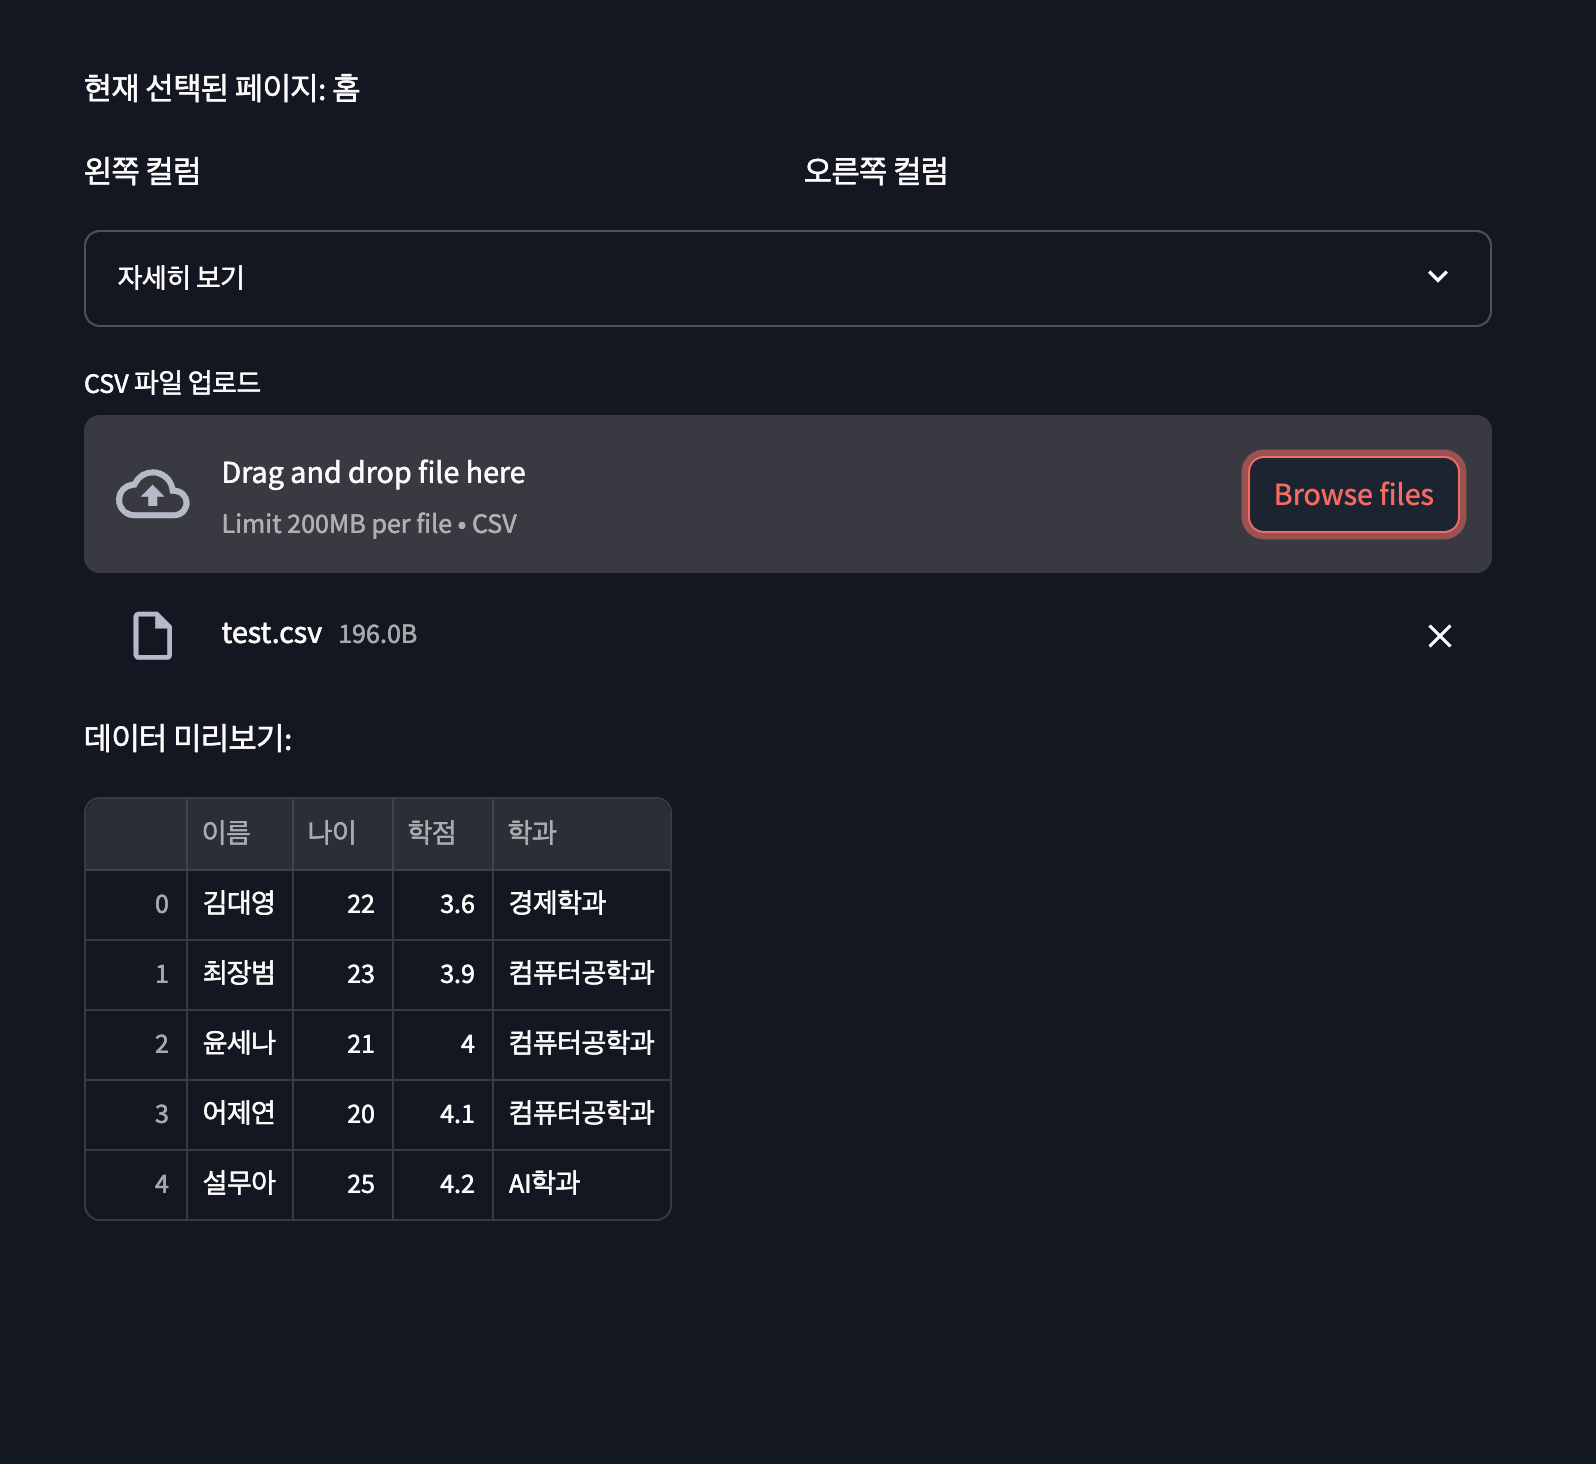 현재 선택된 페이지: 홈
왼쪽 컬럼 오른쪽 컬럼
자세히 보기
CSV 파일 업로드
Drag and drop file here
Limit 200MB per file • CSV
Browse files
test.csv 196.0B
데이터 미리보기:
이름 나이 학점 학과
0 김대영 22 3.6 경제학과
1 최장범 23 3.9 컴퓨터공학과
2 윤세나 21 4 컴퓨터공학과
3 어제연 20 4.1 컴퓨터공학과
4 설무아 25 4.2 AI학과